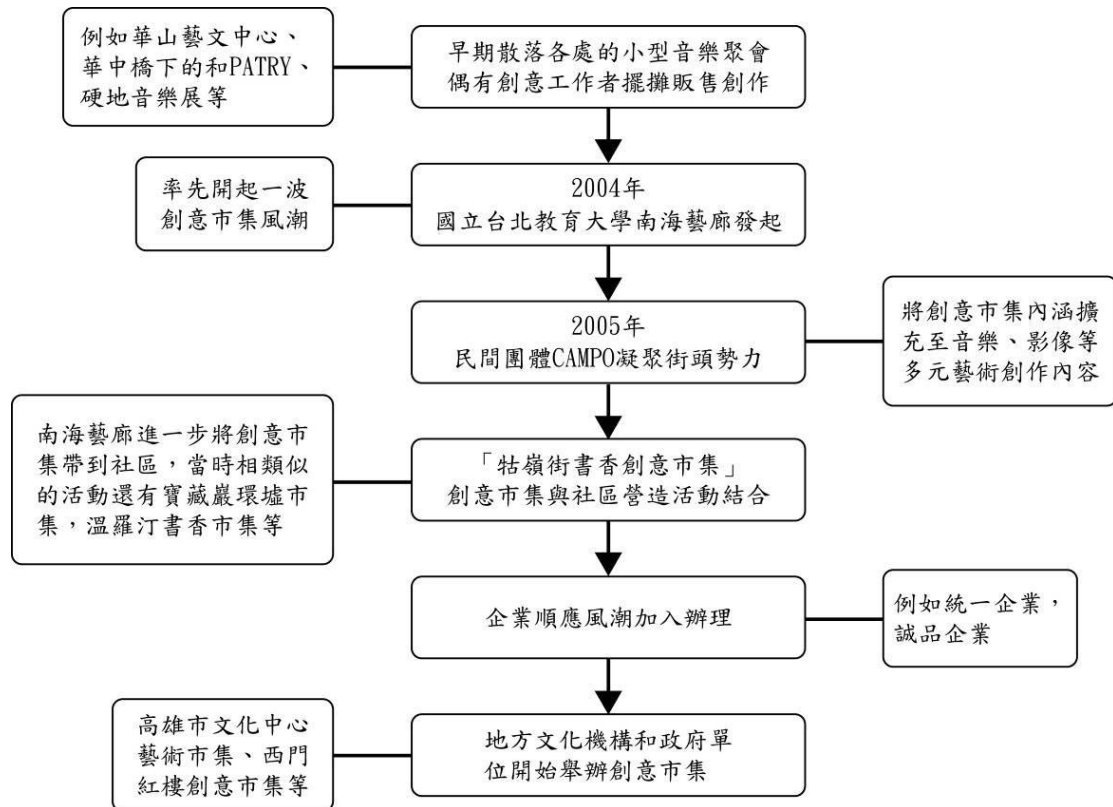 例如華山藝文中心、
華中橋下的和PATRY、
硬地音樂展等
早期散落各處的小型音樂聚會
偶有創意工作者擺攤販售創作
率先開起一波
創意市集風潮
2004年
國立台北教育大學南海藝廊發起
2005年
民間團體CAMPO凝聚街頭勢力
將創意市集內涵擴
充至音樂、影像等
多元藝術創作內容
南海藝廊進一步將創意市
集帶到社區,當時相類似
的活動還有寶藏巖環墟市
集,溫羅汀書香市集等
「牯嶺街書香創意市集」
創意市集與社區營造活動結合
企業順應風潮加入辦理
例如統一企業,
誠品企業
高雄市文化中心
藝術市集、西門
紅樓創意市集等
地方文化機構和政府單
位開始舉辦創意市集